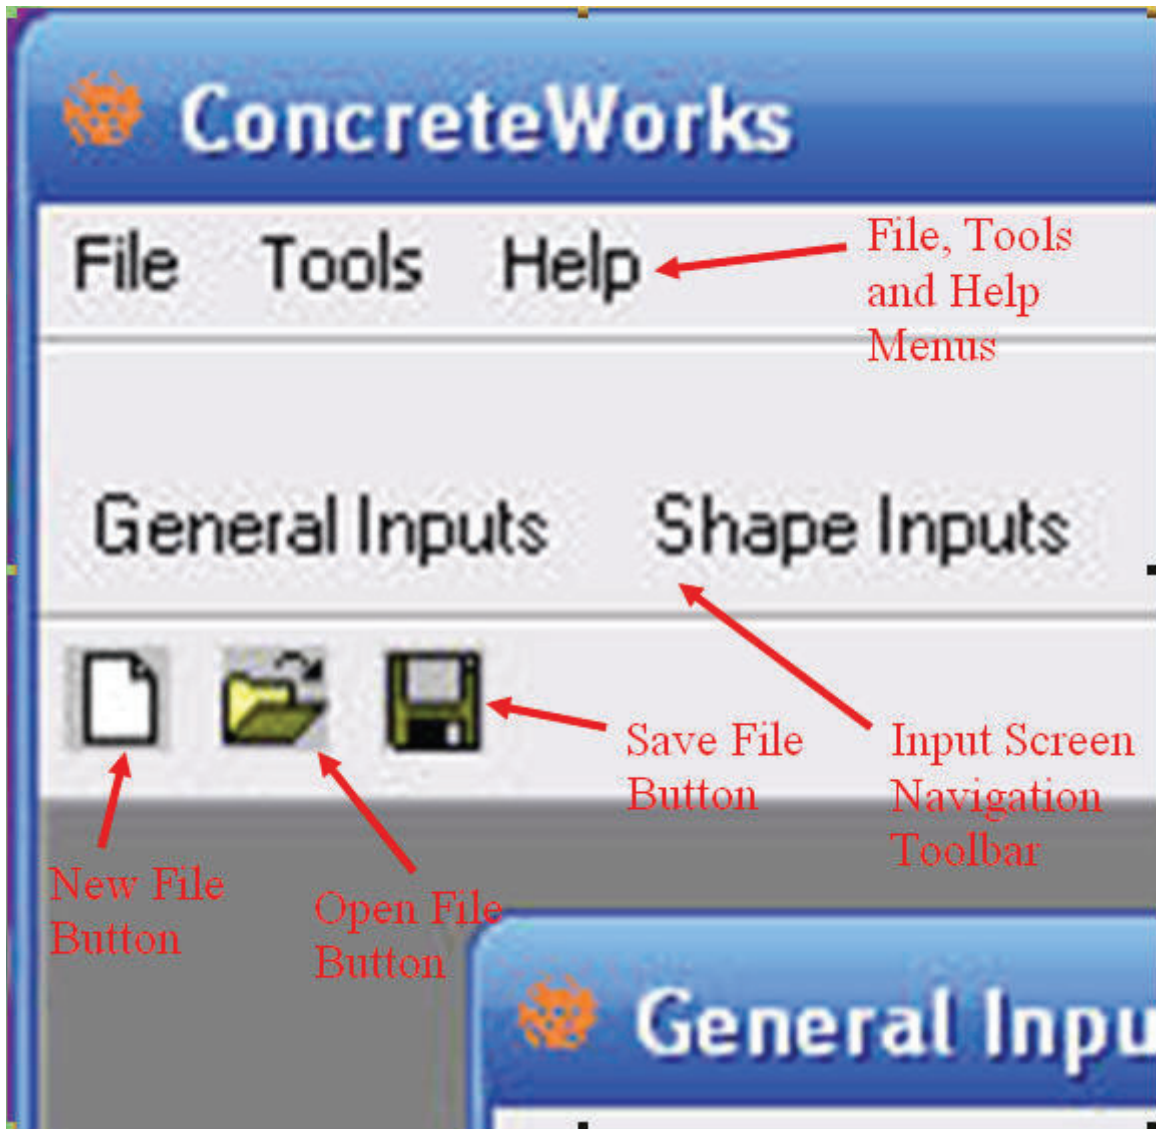 ConcreteWorks
File Tools Help
File, Tools
and Help
Menus
General Inputs Shape Inputs
Save File
Button
Input Screen
Navigation
Toolbar
New File
Button
Open File
Button
General Inpu